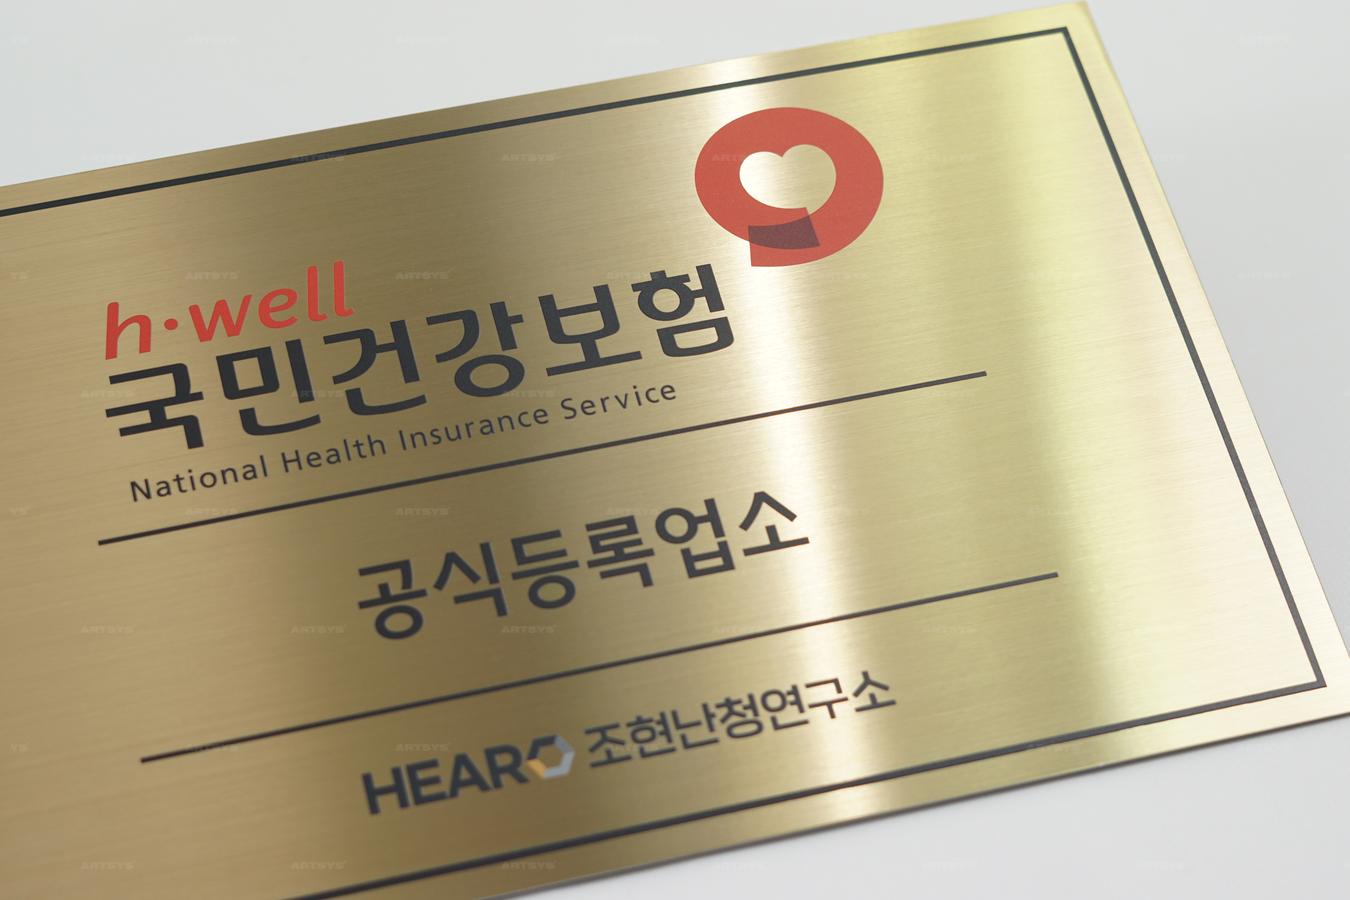 h·well
국민건강보험
National Health Insurance Service
공식등록업소
HEARO 조현난청연구소
ARTSYS